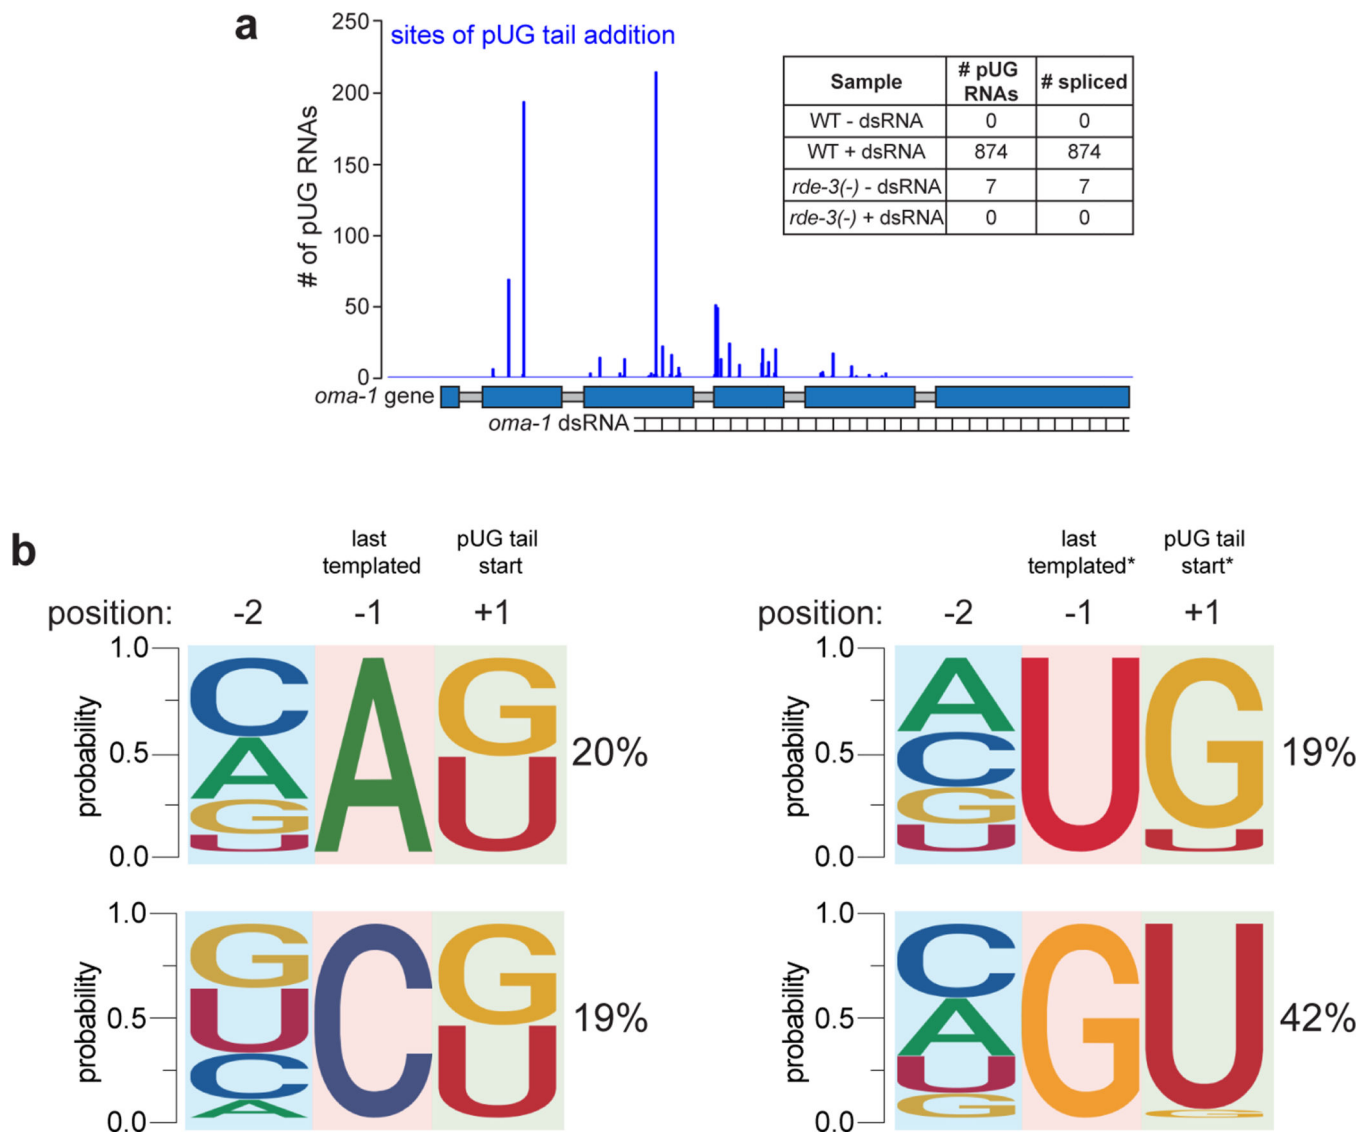 a
sites of pUG tail addition
# of pUG RNAs
250
200
150
100
50
0
Sample # pUG RNAs # spliced
WT - dsRNA 0 0
WT + dsRNA 874 874
rde-3(-) - dsRNA 7 7
rde-3(-) + dsRNA 0 0
oma-1 gene
oma-1 dsRNA
b
last templated pUG tail start
position: -2 -1 +1
probability
1.0
0.5
0.0
C A G U
A
G U
20%
last templated* pUG tail start*
position: -2 -1 +1
probability
1.0
0.5
0.0
A C G U
U
G U
19%
probability
1.0
0.5
0.0
G U C A
C
G U
19%
probability
1.0
0.5
0.0
C A U G
G
U G
42%